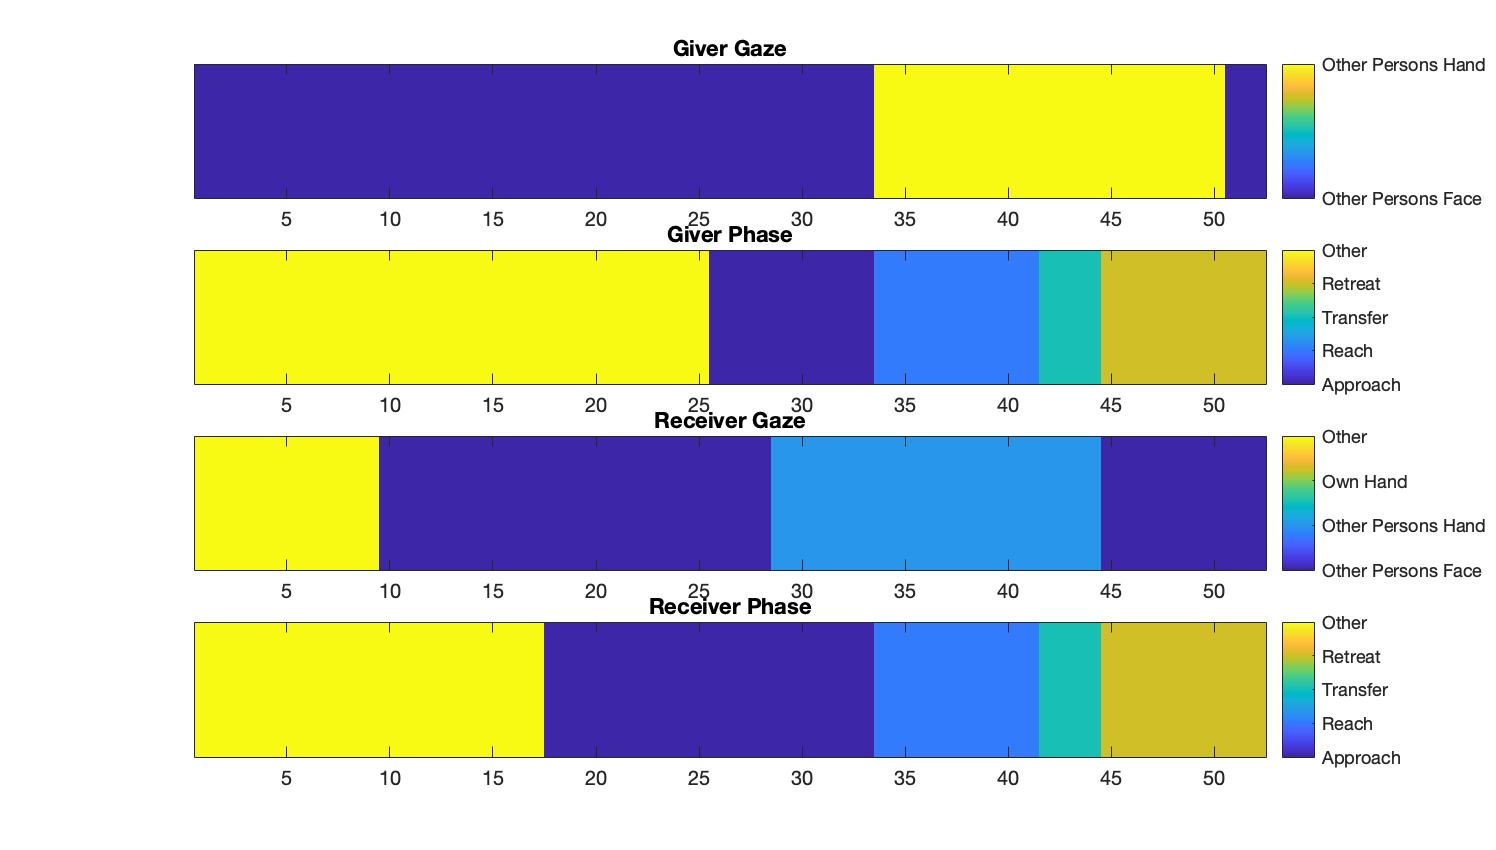 Giver Gaze
Other Persons Hand
Other Persons Face
5 10 15 20 25 30 35 40 45 50
Giver Phase
Other
Retreat
Transfer
Reach
Approach
5 10 15 20 25 30 35 40 45 50
Receiver Gaze
Other
Own Hand
Other Persons Hand
Other Persons Face
5 10 15 20 25 30 35 40 45 50
Receiver Phase
Other
Retreat
Transfer
Reach
Approach
5 10 15 20 25 30 35 40 45 50